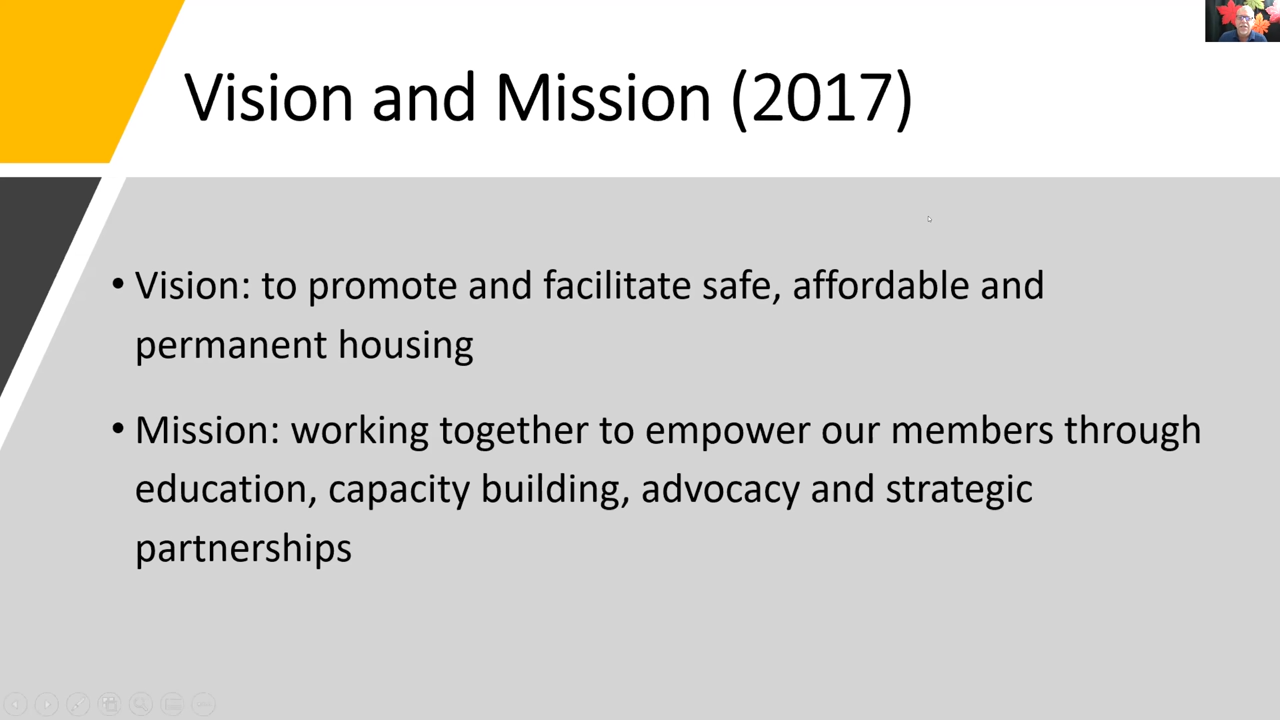 Vision and Mission (2017)
• Vision: to promote and facilitate safe, affordable and
permanent housing
• Mission: working together to empower our members through
education, capacity building, advocacy and strategic
partnerships